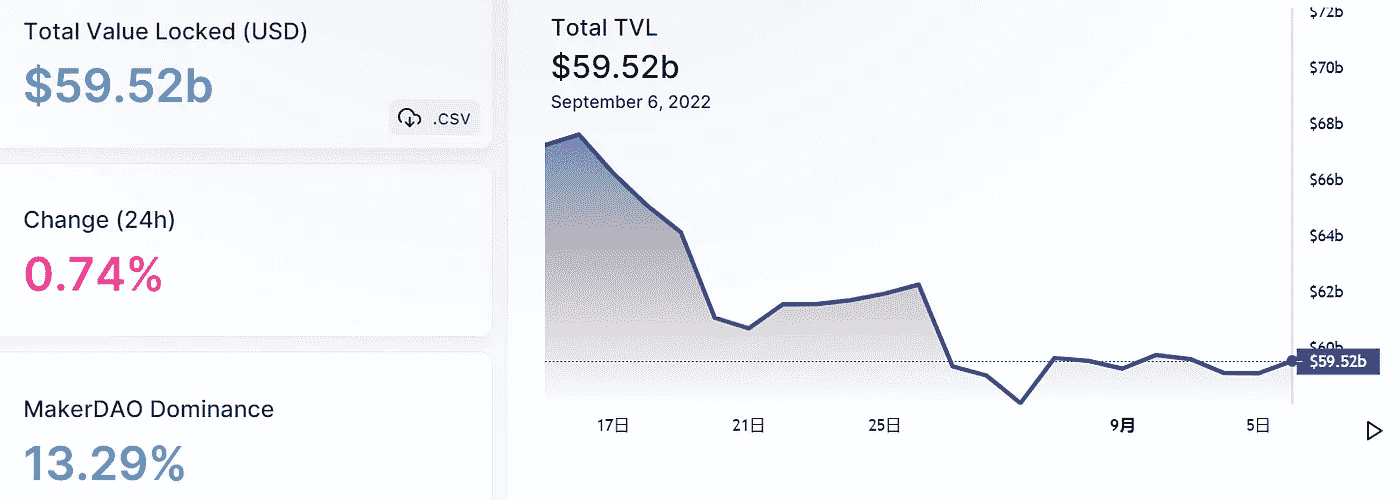 Total Value Locked (USD)
$59.52b
.csv
Change (24h)
0.74%
MakerDAO Dominance
13.29%
Total TVL
$59.52b
September 6, 2022
$72b
$70b
$68b
$66b
$64b
$62b
$60b
$59.52b
17日 21日 25日 9月 5日